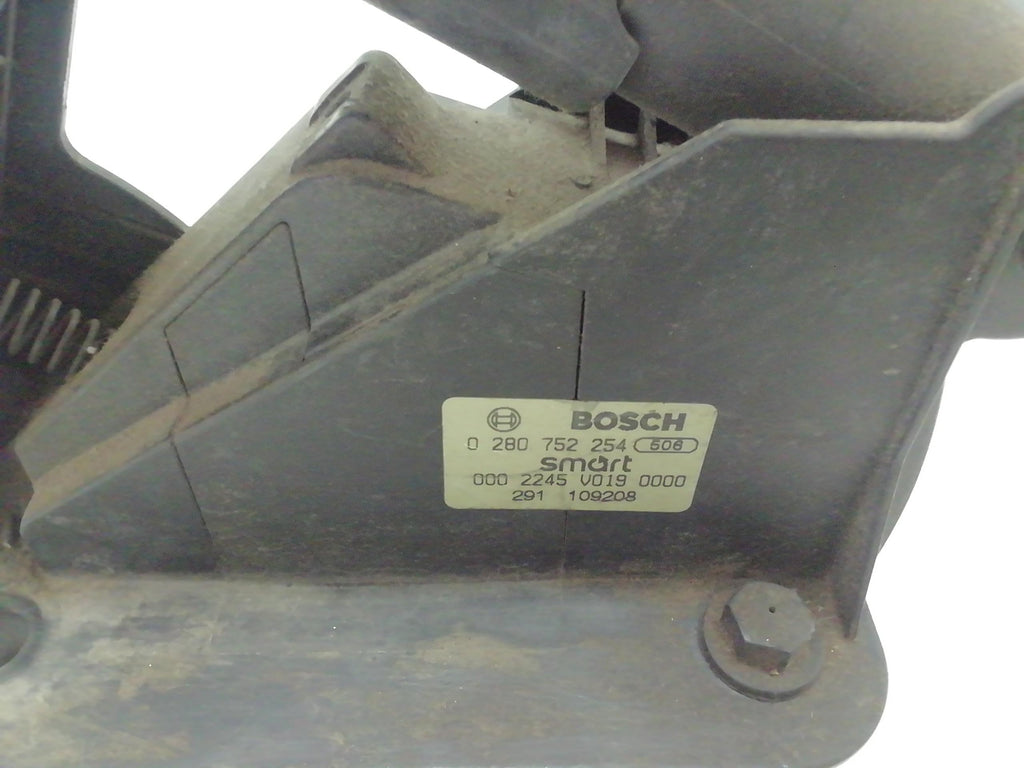 BOSCH
0 280 752 254 506
smart
000 2245 V019 0000
291 109208